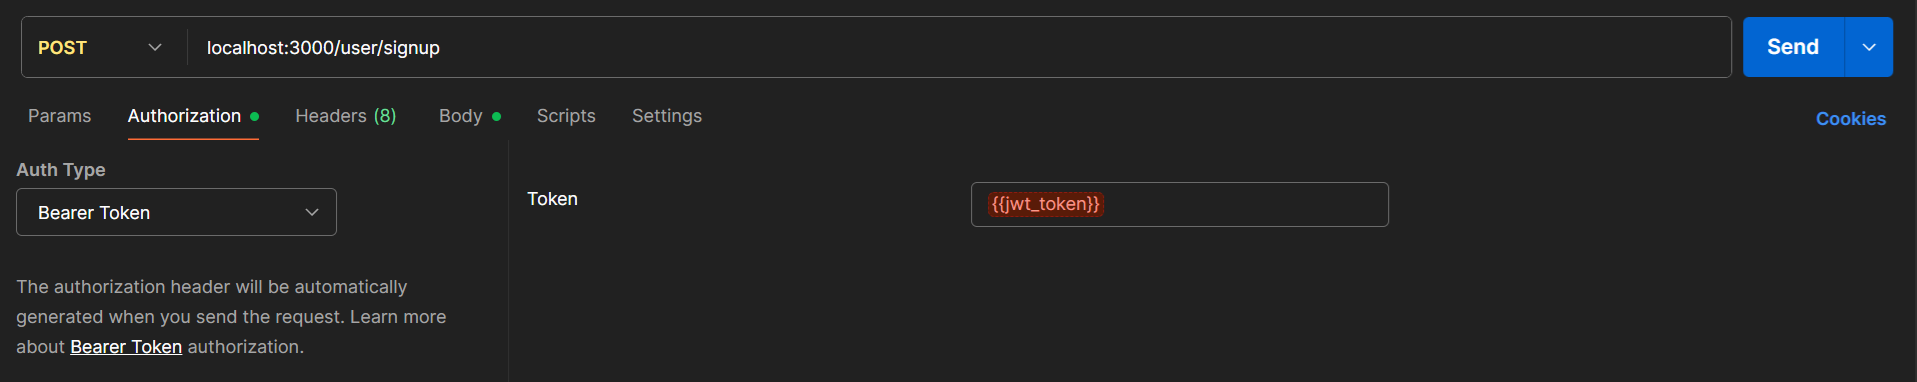 POST
localhost:3000/user/signup
Send
Params
Authorization
Headers (8)
Body
Scripts
Settings
Cookies
Auth Type
Bearer Token
Token
{{jwt_token}}
The authorization header will be automatically
generated when you send the request. Learn more
about Bearer Token authorization.